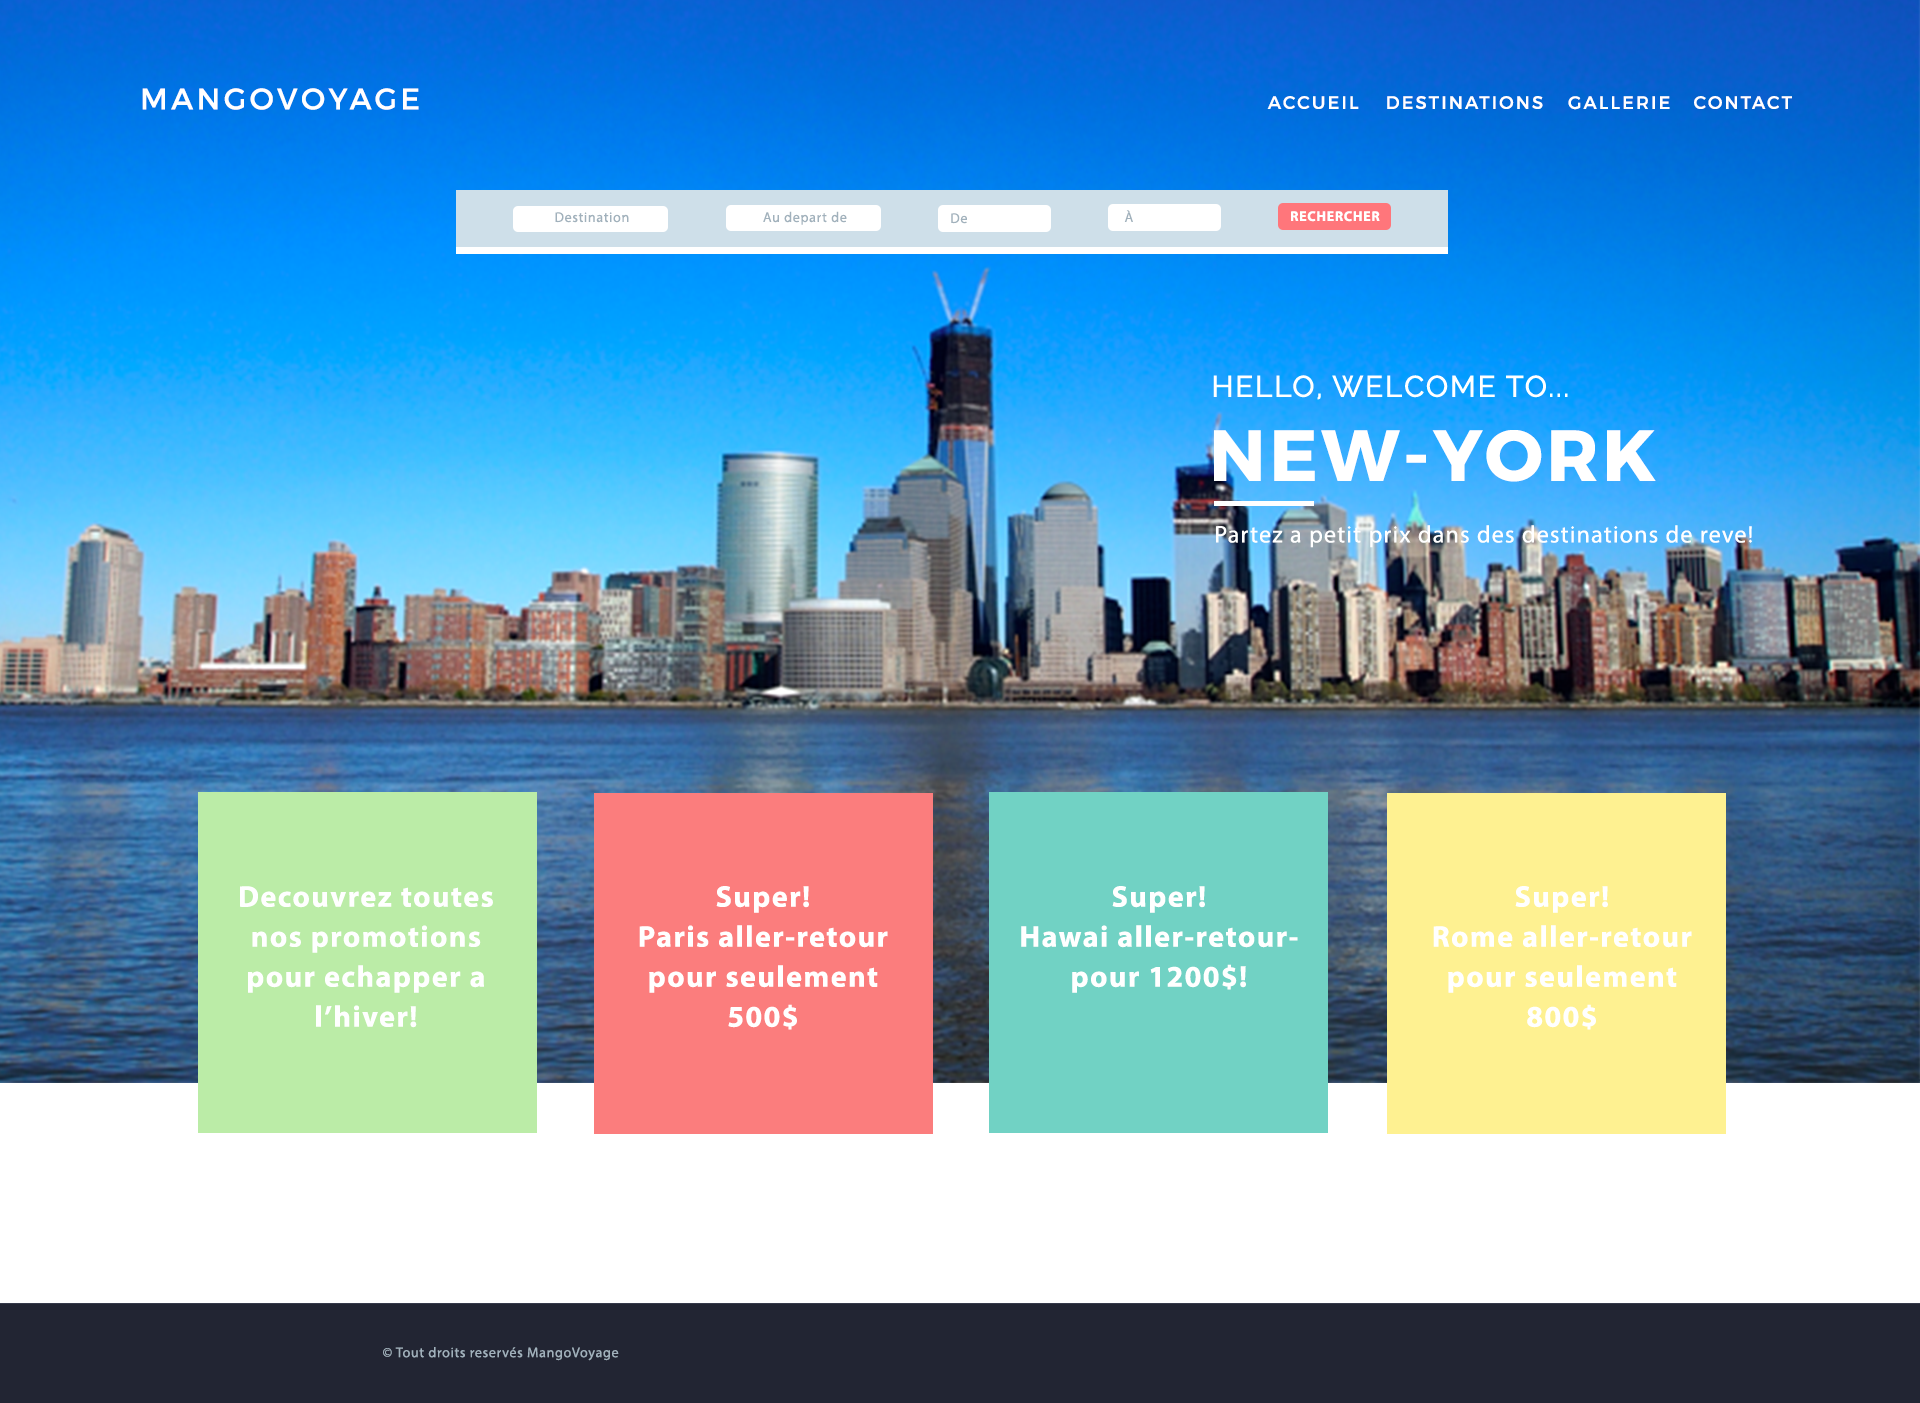 MANGOVOYAGE
ACCUEIL DESTINATIONS GALLERIE CONTACT
Destination Au depart de De À RECHERCHER
HELLO, WELCOME TO...
NEW-YORK
Partez a petit prix dans des destinations de reve!
Decouvrez toutes
nos promotions
pour echapper a
l’hiver!
Super!
Paris aller-retour
pour seulement
500$
Super!
Hawai aller-retour-
pour 1200$!
Super!
Rome aller-retour
pour seulement
800$
© Tout droits reservés MangoVoyage